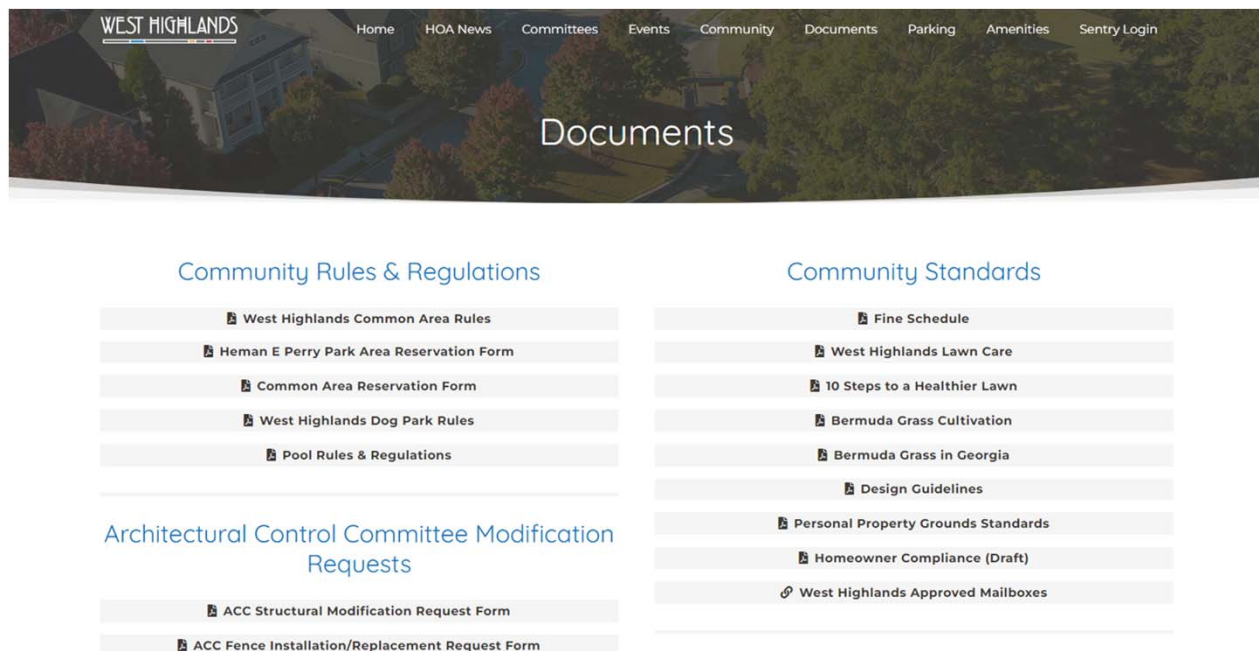 WEST HIGHLANDS
Home HOA News Committees Events Community Documents Parking Amenities Sentry Login
Documents
Community Rules & Regulations
West Highlands Common Area Rules
Heman E Perry Park Area Reservation Form
Common Area Reservation Form
West Highlands Dog Park Rules
Pool Rules & Regulations
Architectural Control Committee Modification
Requests
ACC Structural Modification Request Form
ACC Fence Installation/Replacement Request Form
Community Standards
Fine Schedule
West Highlands Lawn Care
10 Steps to a Healthier Lawn
Bermuda Grass Cultivation
Bermuda Grass in Georgia
Design Guidelines
Personal Property Grounds Standards
Homeowner Compliance (Draft)
West Highlands Approved Mailboxes